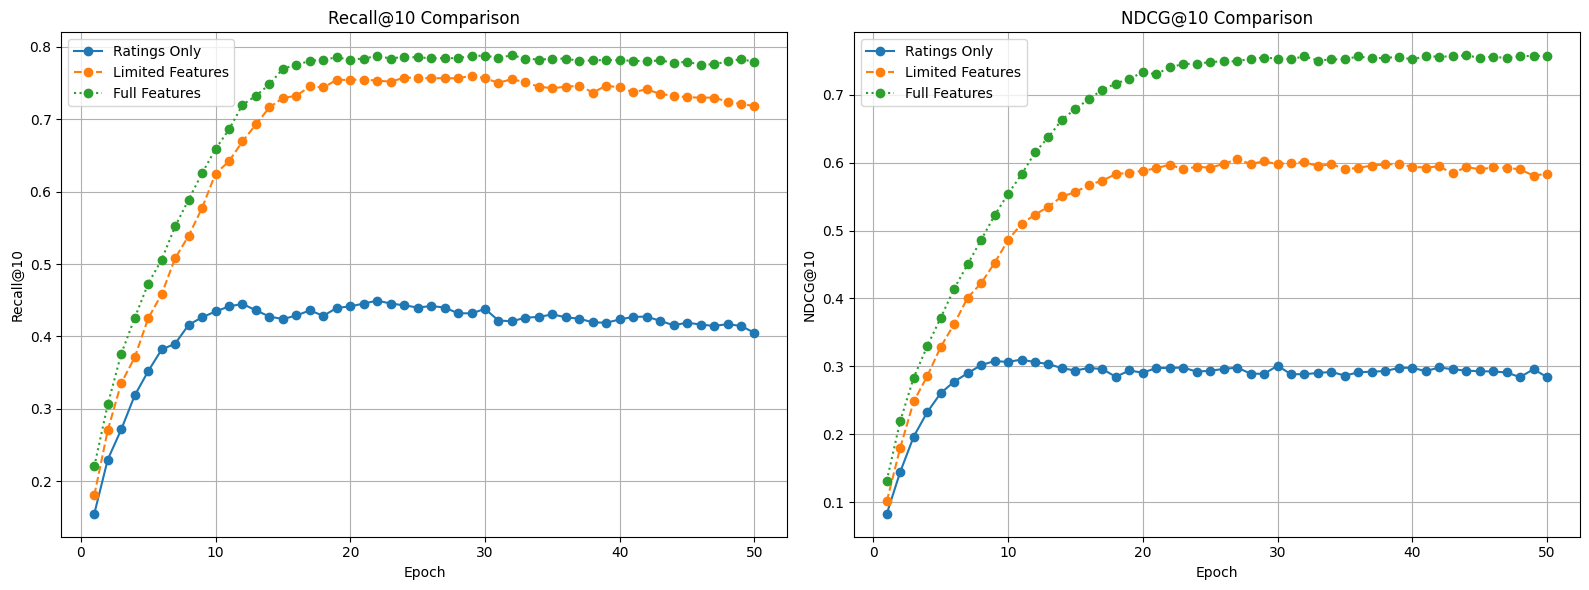 Recall@10 Comparison
Ratings Only
Limited Features
Full Features
0.8
0.7
0.6
0.5
0.4
0.3
0.2
Recall@10
0
10
20
30
40
50
Epoch
NDCG@10 Comparison
Ratings Only
Limited Features
Full Features
0.7
0.6
0.5
0.4
0.3
0.2
0.1
NDCG@10
0
10
20
30
40
50
Epoch